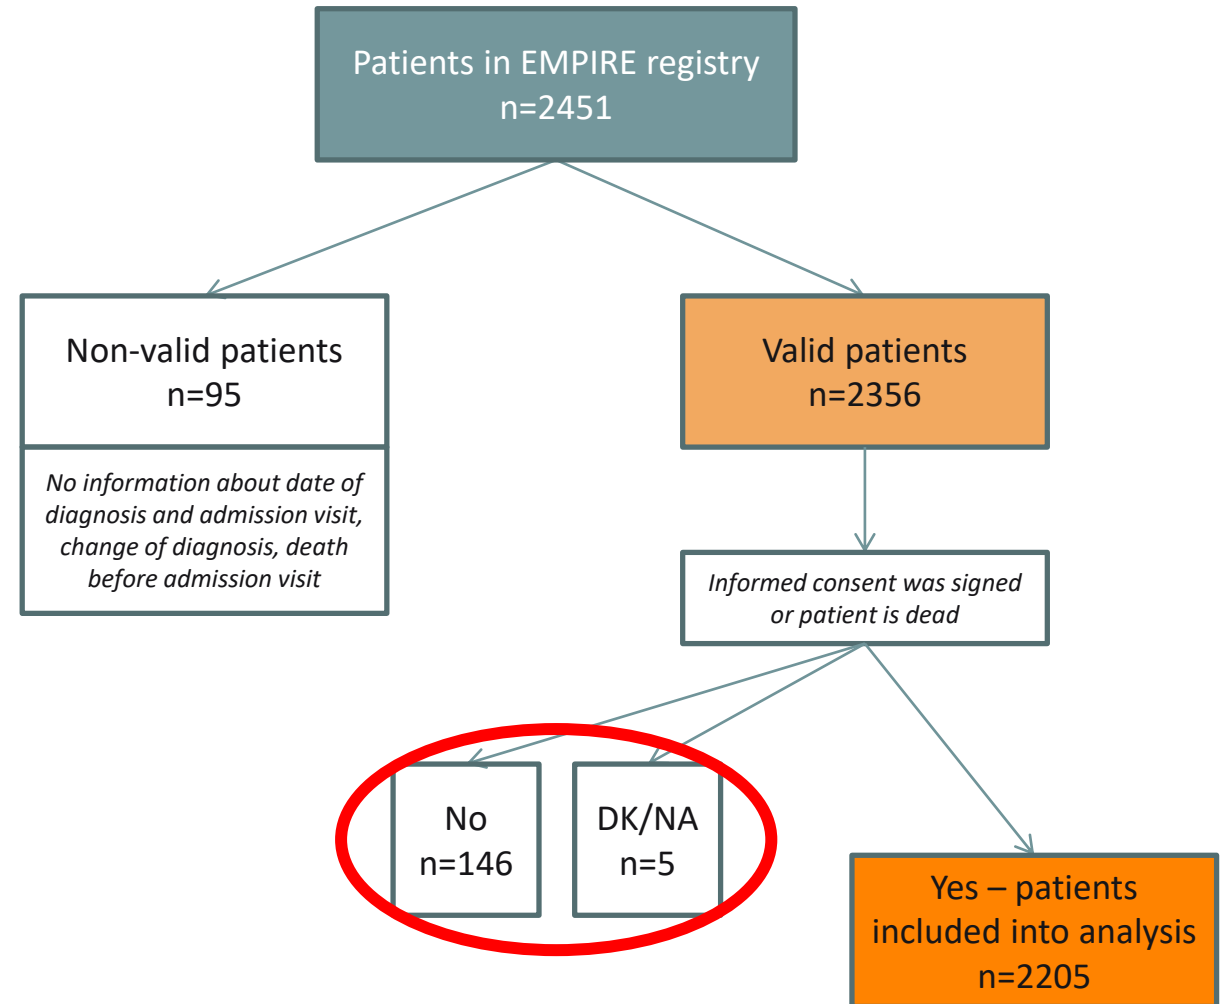 Patients in EMPIRE registry
n=2451
Non-valid patients
n=95
No information about date of
diagnosis and admission visit,
change of diagnosis, death
before admission visit
Valid patients
n=2356
Informed consent was signed
or patient is dead
No
n=146
DK/NA
n=5
Yes – patients
included into analysis
n=2205